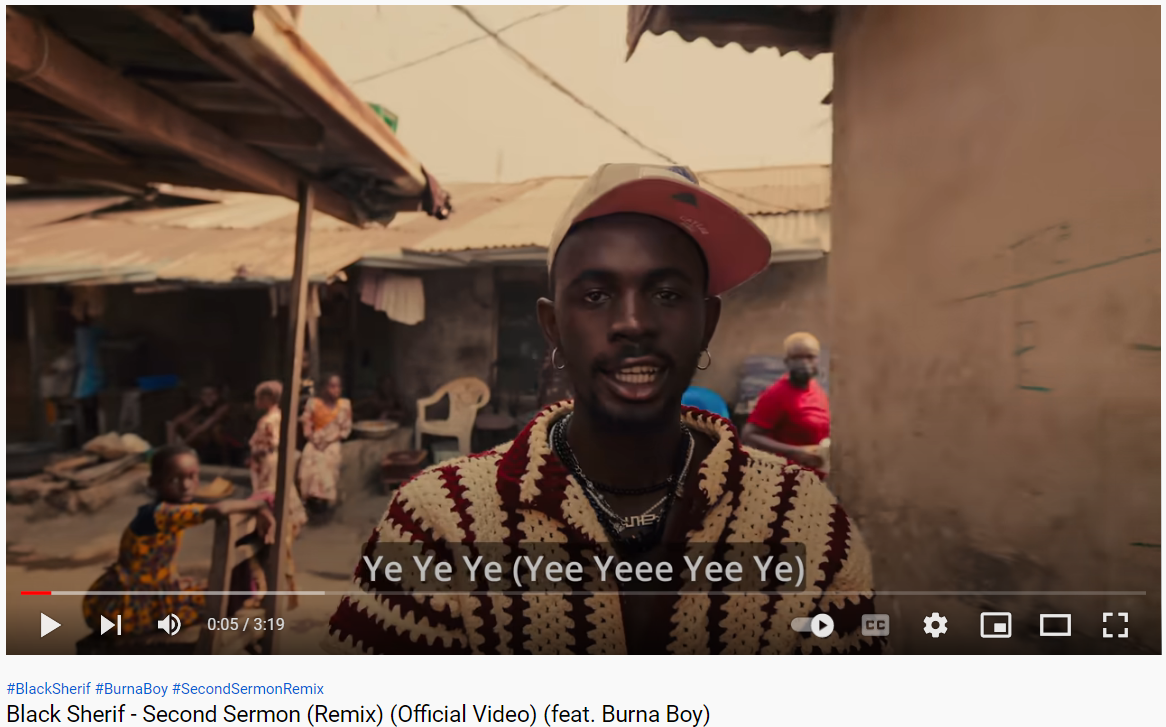 Ye Ye Ye (Yee Yeee Yee Ye)
0:05 / 3:19
CC
#BlackSherif #BurnaBoy #SecondSermonRemix
Black Sherif - Second Sermon (Remix) (Official Video) (feat. Burna Boy)